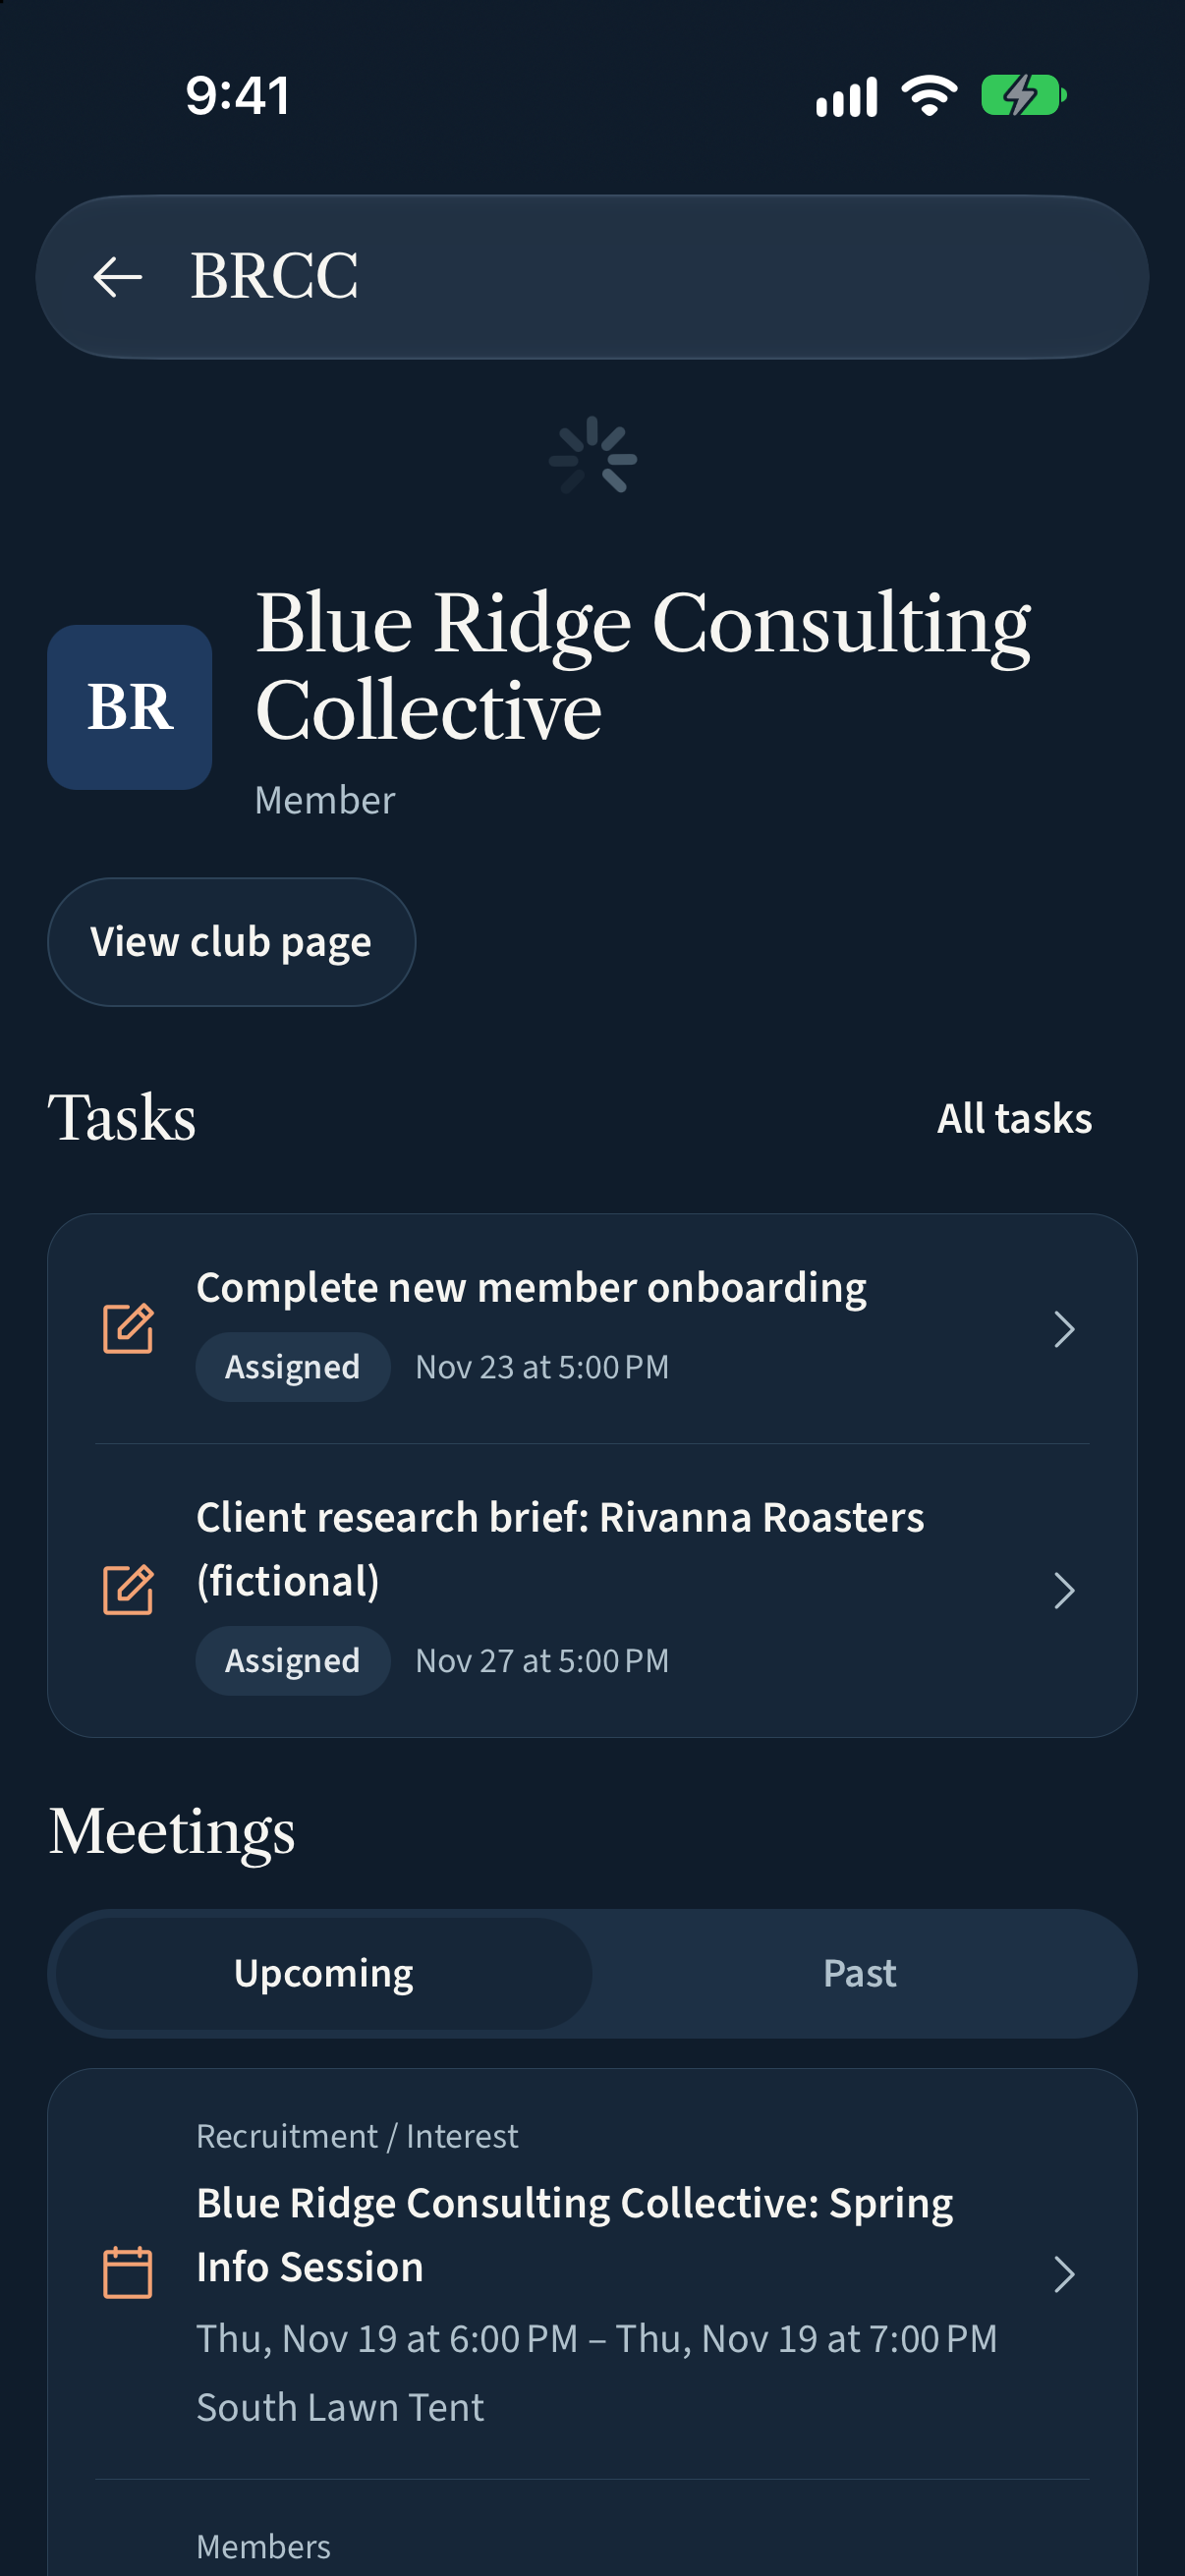 9:41
BRCC
BR
Blue Ridge Consulting
Collective
Member
View club page
Tasks
All tasks
Complete new member onboarding
Assigned
Nov 23 at 5:00 PM
Client research brief: Rivanna Roasters
(fictional)
Assigned
Nov 27 at 5:00 PM
Meetings
Upcoming
Past
Recruitment / Interest
Blue Ridge Consulting Collective: Spring
Info Session
Thu, Nov 19 at 6:00 PM – Thu, Nov 19 at 7:00 PM
South Lawn Tent
Members